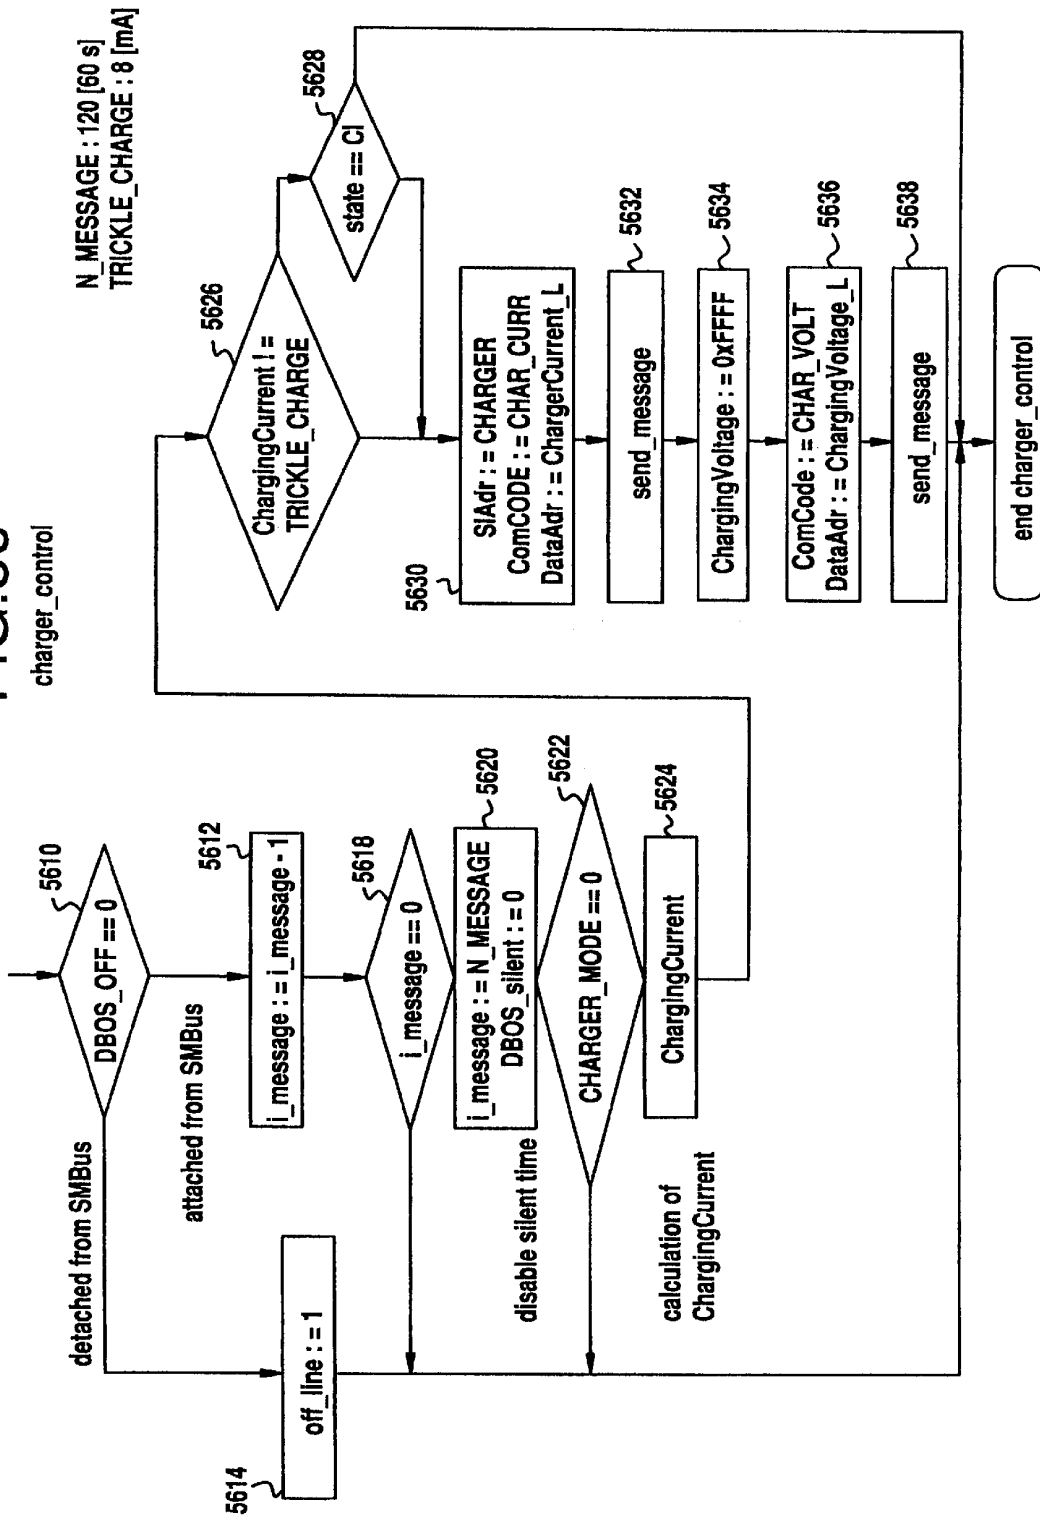 charger_control
N_MESSAGE : 120 [60 s]
TRICKLE_CHARGE : 8 [mA]
5610
DBOS_OFF == 0
detached from SMBus
attached from SMBus
5612
i_message : = i_message - 1
5614
off_line : = 1
5618
i_message == 0
5620
i_message : = N_MESSAGE
DBOS_silent : = 0
disable silent time
5622
CHARGER_MODE == 0
5624
ChargingCurrent
calculation of
ChargingCurrent
5626
ChargingCurrent ! =
TRICKLE_CHARGE
5628
state == CI
5630
SlAdr : = CHARGER
ComCODE : = CHAR_CURR
DataAdr : = ChargerCurrent_L
5632
send_message
5634
ChargingVoltage : = 0xFFFF
5636
ComCode : = CHAR_VOLT
DataAdr : = ChargingVoltage_L
5638
send_message
end charger_control